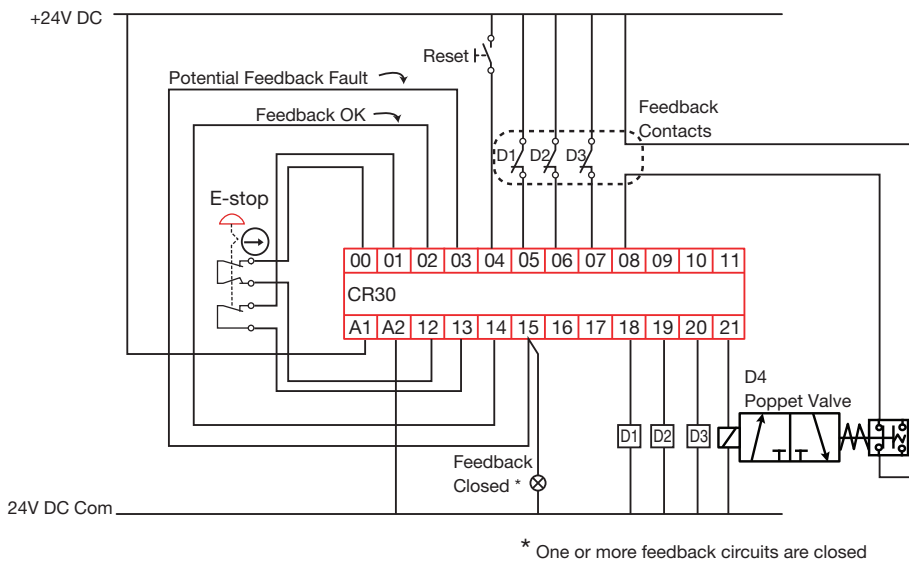 +24V DC
Reset
Potential Feedback Fault
Feedback OK
Feedback
Contacts
D1 D2 D3
E-stop
00 01 02 03 04 05 06 07 08 09 10 11
CR30
A1 A2 12 13 14 15 16 17 18 19 20 21
D4
Poppet Valve
D1 D2 D3
Feedback
Closed *
24V DC Com
* One or more feedback circuits are closed